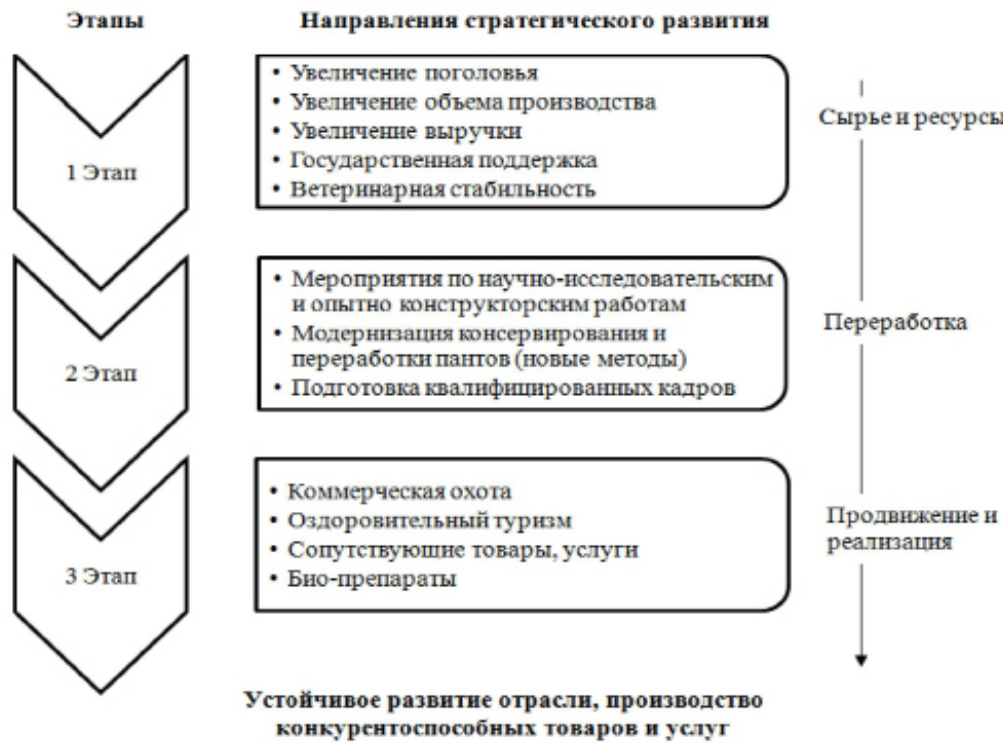 Этапы
Направления стратегического развития
1 Этап
• Увеличение поголовья
• Увеличение объема производства
• Увеличение выручки
• Государственная поддержка
• Ветеринарная стабильность
Сырье и ресурсы
2 Этап
• Мероприятия по научно-исследовательским
и опытно конструкторским работам
• Модернизация консервирования и
переработки пантов (новые методы)
• Подготовка квалифицированных кадров
Переработка
3 Этап
• Коммерческая охота
• Оздоровительный туризм
• Сопутствующие товары, услуги
• Био-препараты
Продвижение и
реализация
Устойчивое развитие отрасли, производство
конкурентоспособных товаров и услуг